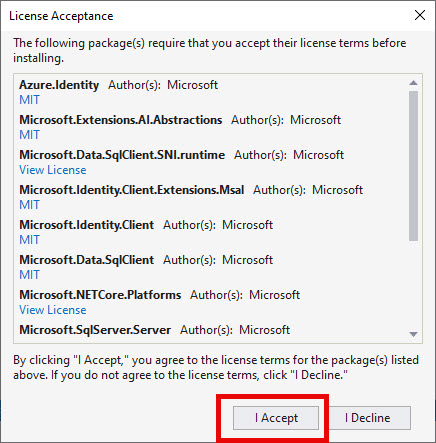 License Acceptance
The following package(s) require that you accept their license terms before
installing.
Azure.Identity Author(s): Microsoft
MIT
Microsoft.Extensions.AI.Abstractions Author(s): Microsoft
MIT
Microsoft.Data.SqlClient.SNI.runtime Author(s): Microsoft
View License
Microsoft.Identity.Client.Extensions.Msal Author(s): Microsoft
MIT
Microsoft.Identity.Client Author(s): Microsoft
MIT
Microsoft.Data.SqlClient Author(s): Microsoft
MIT
Microsoft.NETCore.Platforms Author(s): Microsoft
View License
Microsoft.SqlServer.Server Author(s): Microsoft
By clicking "I Accept," you agree to the license terms for the package(s) listed
above. If you do not agree to the license terms, click "I Decline."
I Accept I Decline